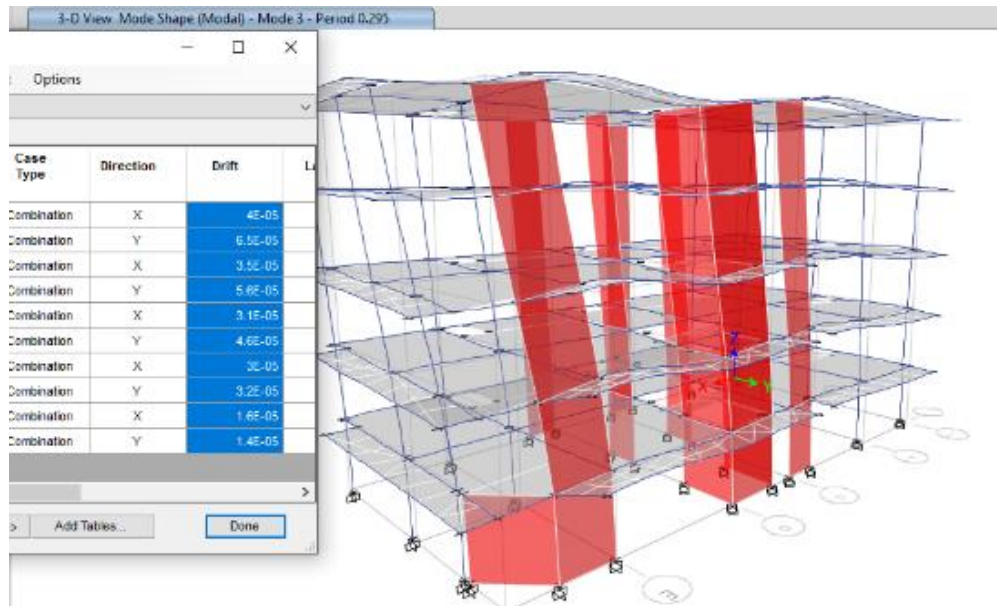 3-D View Mode Shape (Modal) - Mode 3 - Period 0.295
Options
Case Type Direction Drift
Combination X 4E-05
Combination Y 6.5E-05
Combination X 3.5E-05
Combination Y 5.6E-05
Combination X 3.1E-05
Combination Y 4.6E-05
Combination X 3E-05
Combination Y 3.2E-05
Combination X 1.6E-05
Combination Y 1.4E-05
> Add Tables... Done
Z
X Y
E